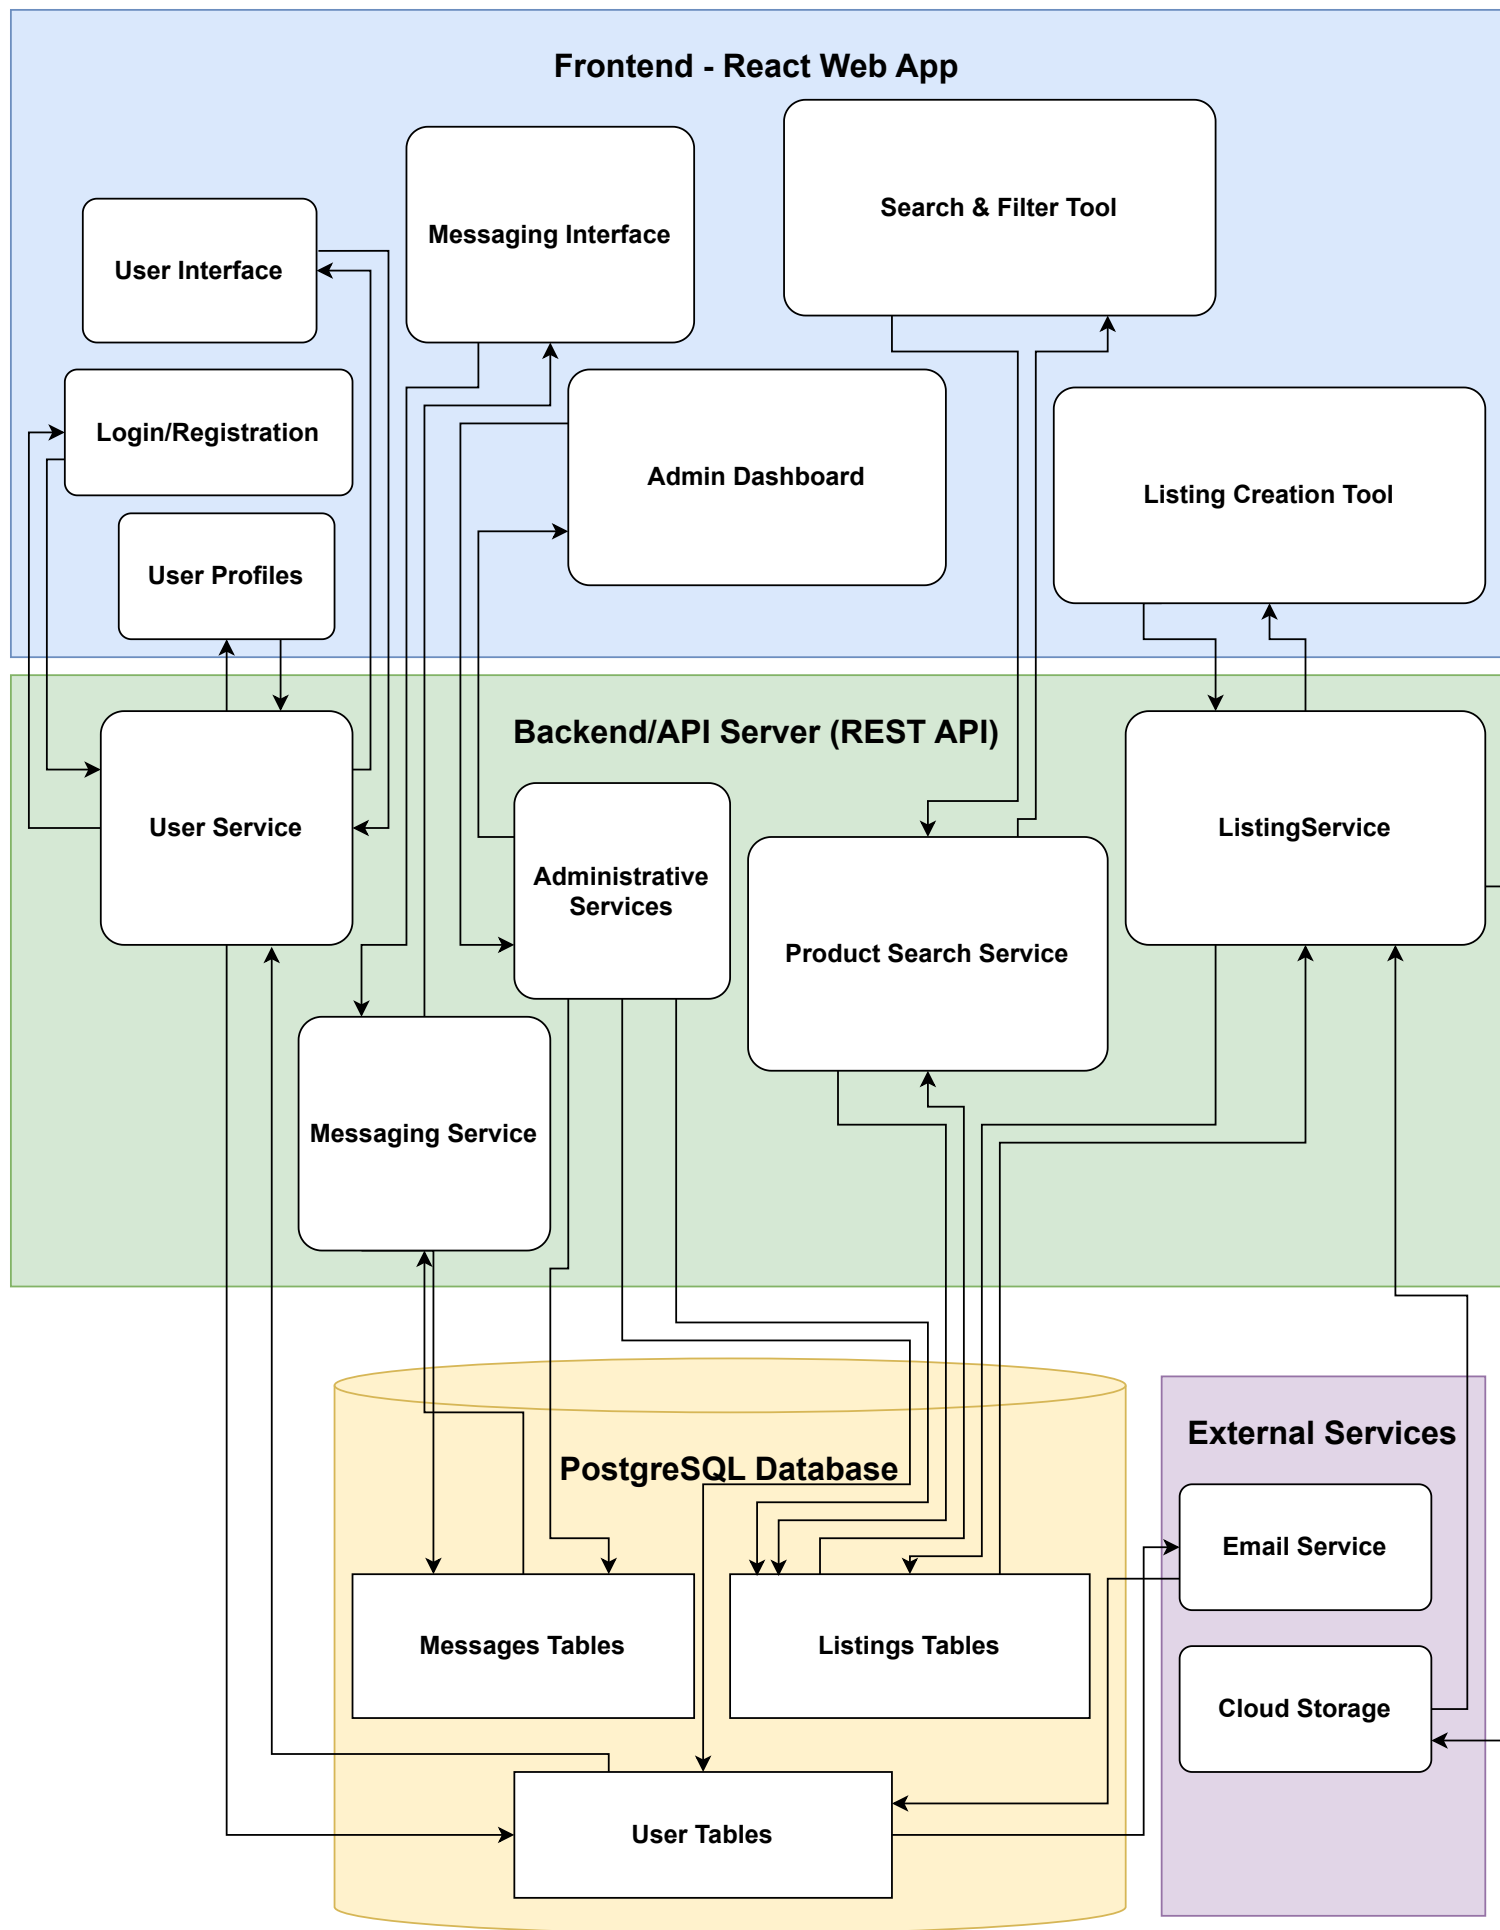 Frontend - React Web App
Search & Filter Tool
Messaging Interface
User Interface
Login/Registration
Admin Dashboard
Listing Creation Tool
User Profiles
Backend/API Server (REST API)
User Service
ListingService
Administrative
Services
Product Search Service
Messaging Service
External Services
PostgreSQL Database
Email Service
Messages Tables
Listings Tables
Cloud Storage
User Tables